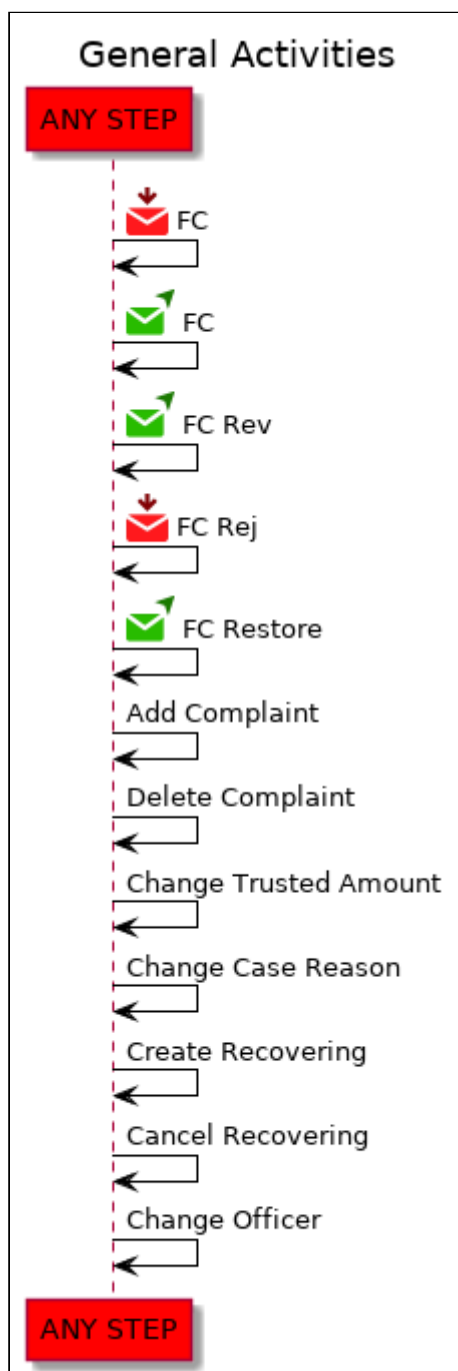 General Activities
ANY STEP
FC
FC
FC Rev
FC Rej
FC Restore
Add Complaint
Delete Complaint
Change Trusted Amount
Change Case Reason
Create Recovering
Cancel Recovering
Change Officer
ANY STEP